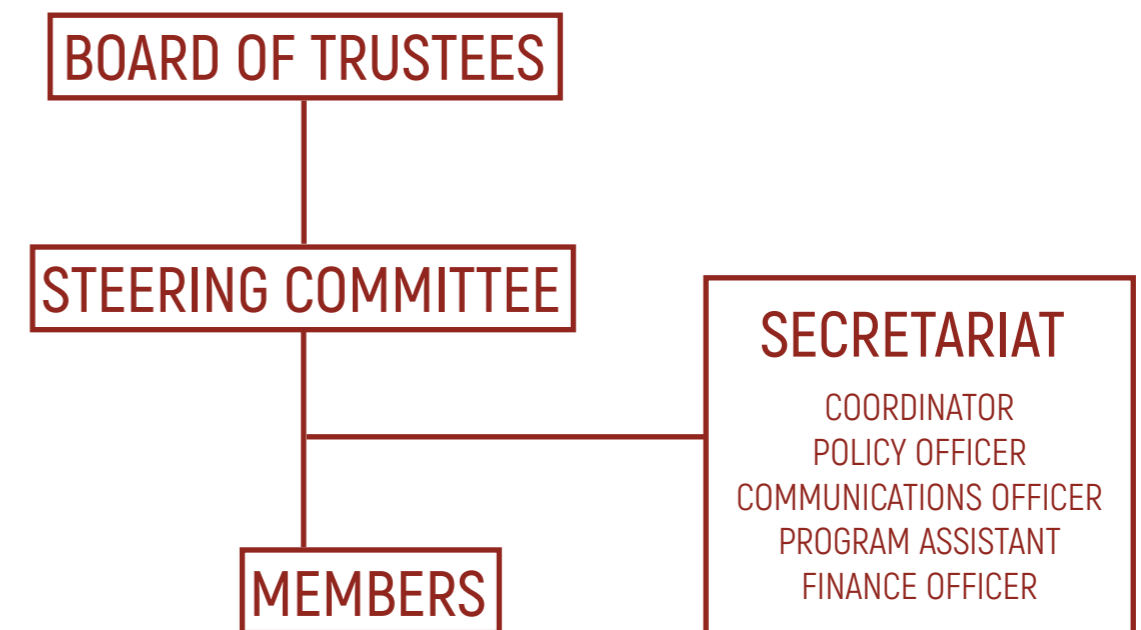 BOARD OF TRUSTEES
STEERING COMMITTEE
SECRETARIAT
COORDINATOR
POLICY OFFICER
COMMUNICATIONS OFFICER
PROGRAM ASSISTANT
FINANCE OFFICER
MEMBERS